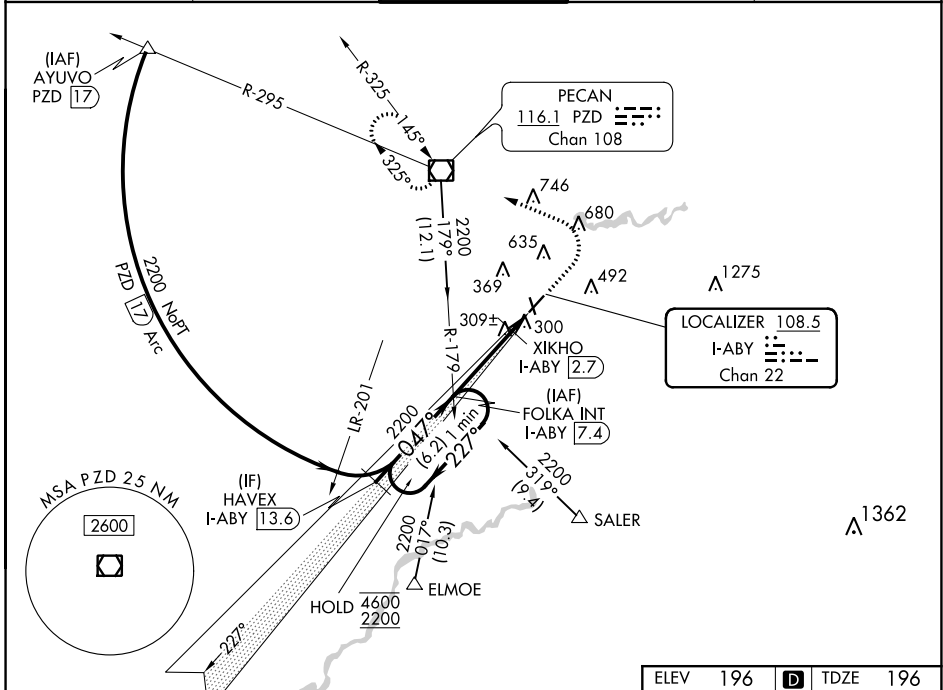 (IAF)
AYUVO
PZD 17
R-295
R-325
145°
325°
PECAN
116.1 PZD
Chan 108
2200
179°
(12.1)
R-179
746
680
635
369
492
1275
309±
300
XIKHO
I-ABY 2.7
LOCALIZER 108.5
I-ABY
Chan 22
2200 NoPT
PZD 17 Arc
LR-201
(IAF)
FOLKA INT
I-ABY 7.4
2200
047°
(6.2) 1 min
227°
(IF)
HAVEX
I-ABY 13.6
2200
319°
(9.4)
SALER
2200
017°
(10.3)
ELMOE
1362
MSA PZD 25 NM
2600
HOLD 4600
2200
227°
ELEV 196 D TDZE 196